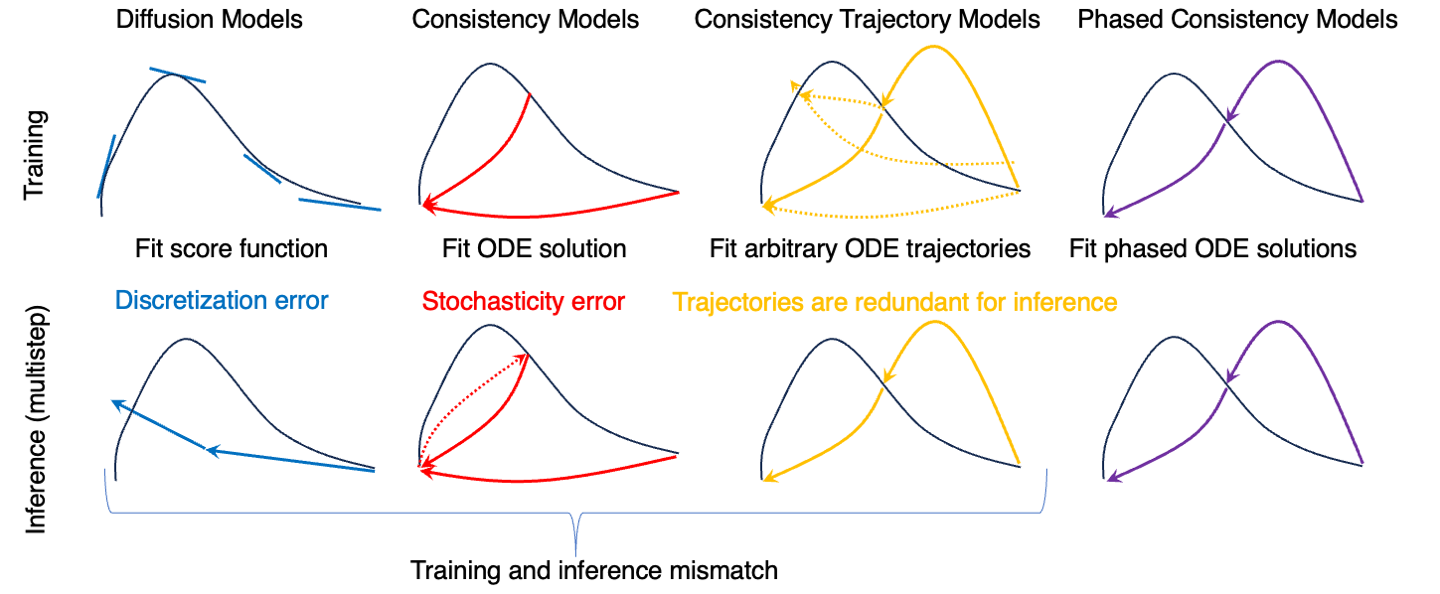 Diffusion Models
Consistency Models
Consistency Trajectory Models
Phased Consistency Models
Training
Fit score function
Fit ODE solution
Fit arbitrary ODE trajectories
Fit phased ODE solutions
Discretization error
Stochasticity error
Trajectories are redundant for inference
Inference (multistep)
Training and inference mismatch